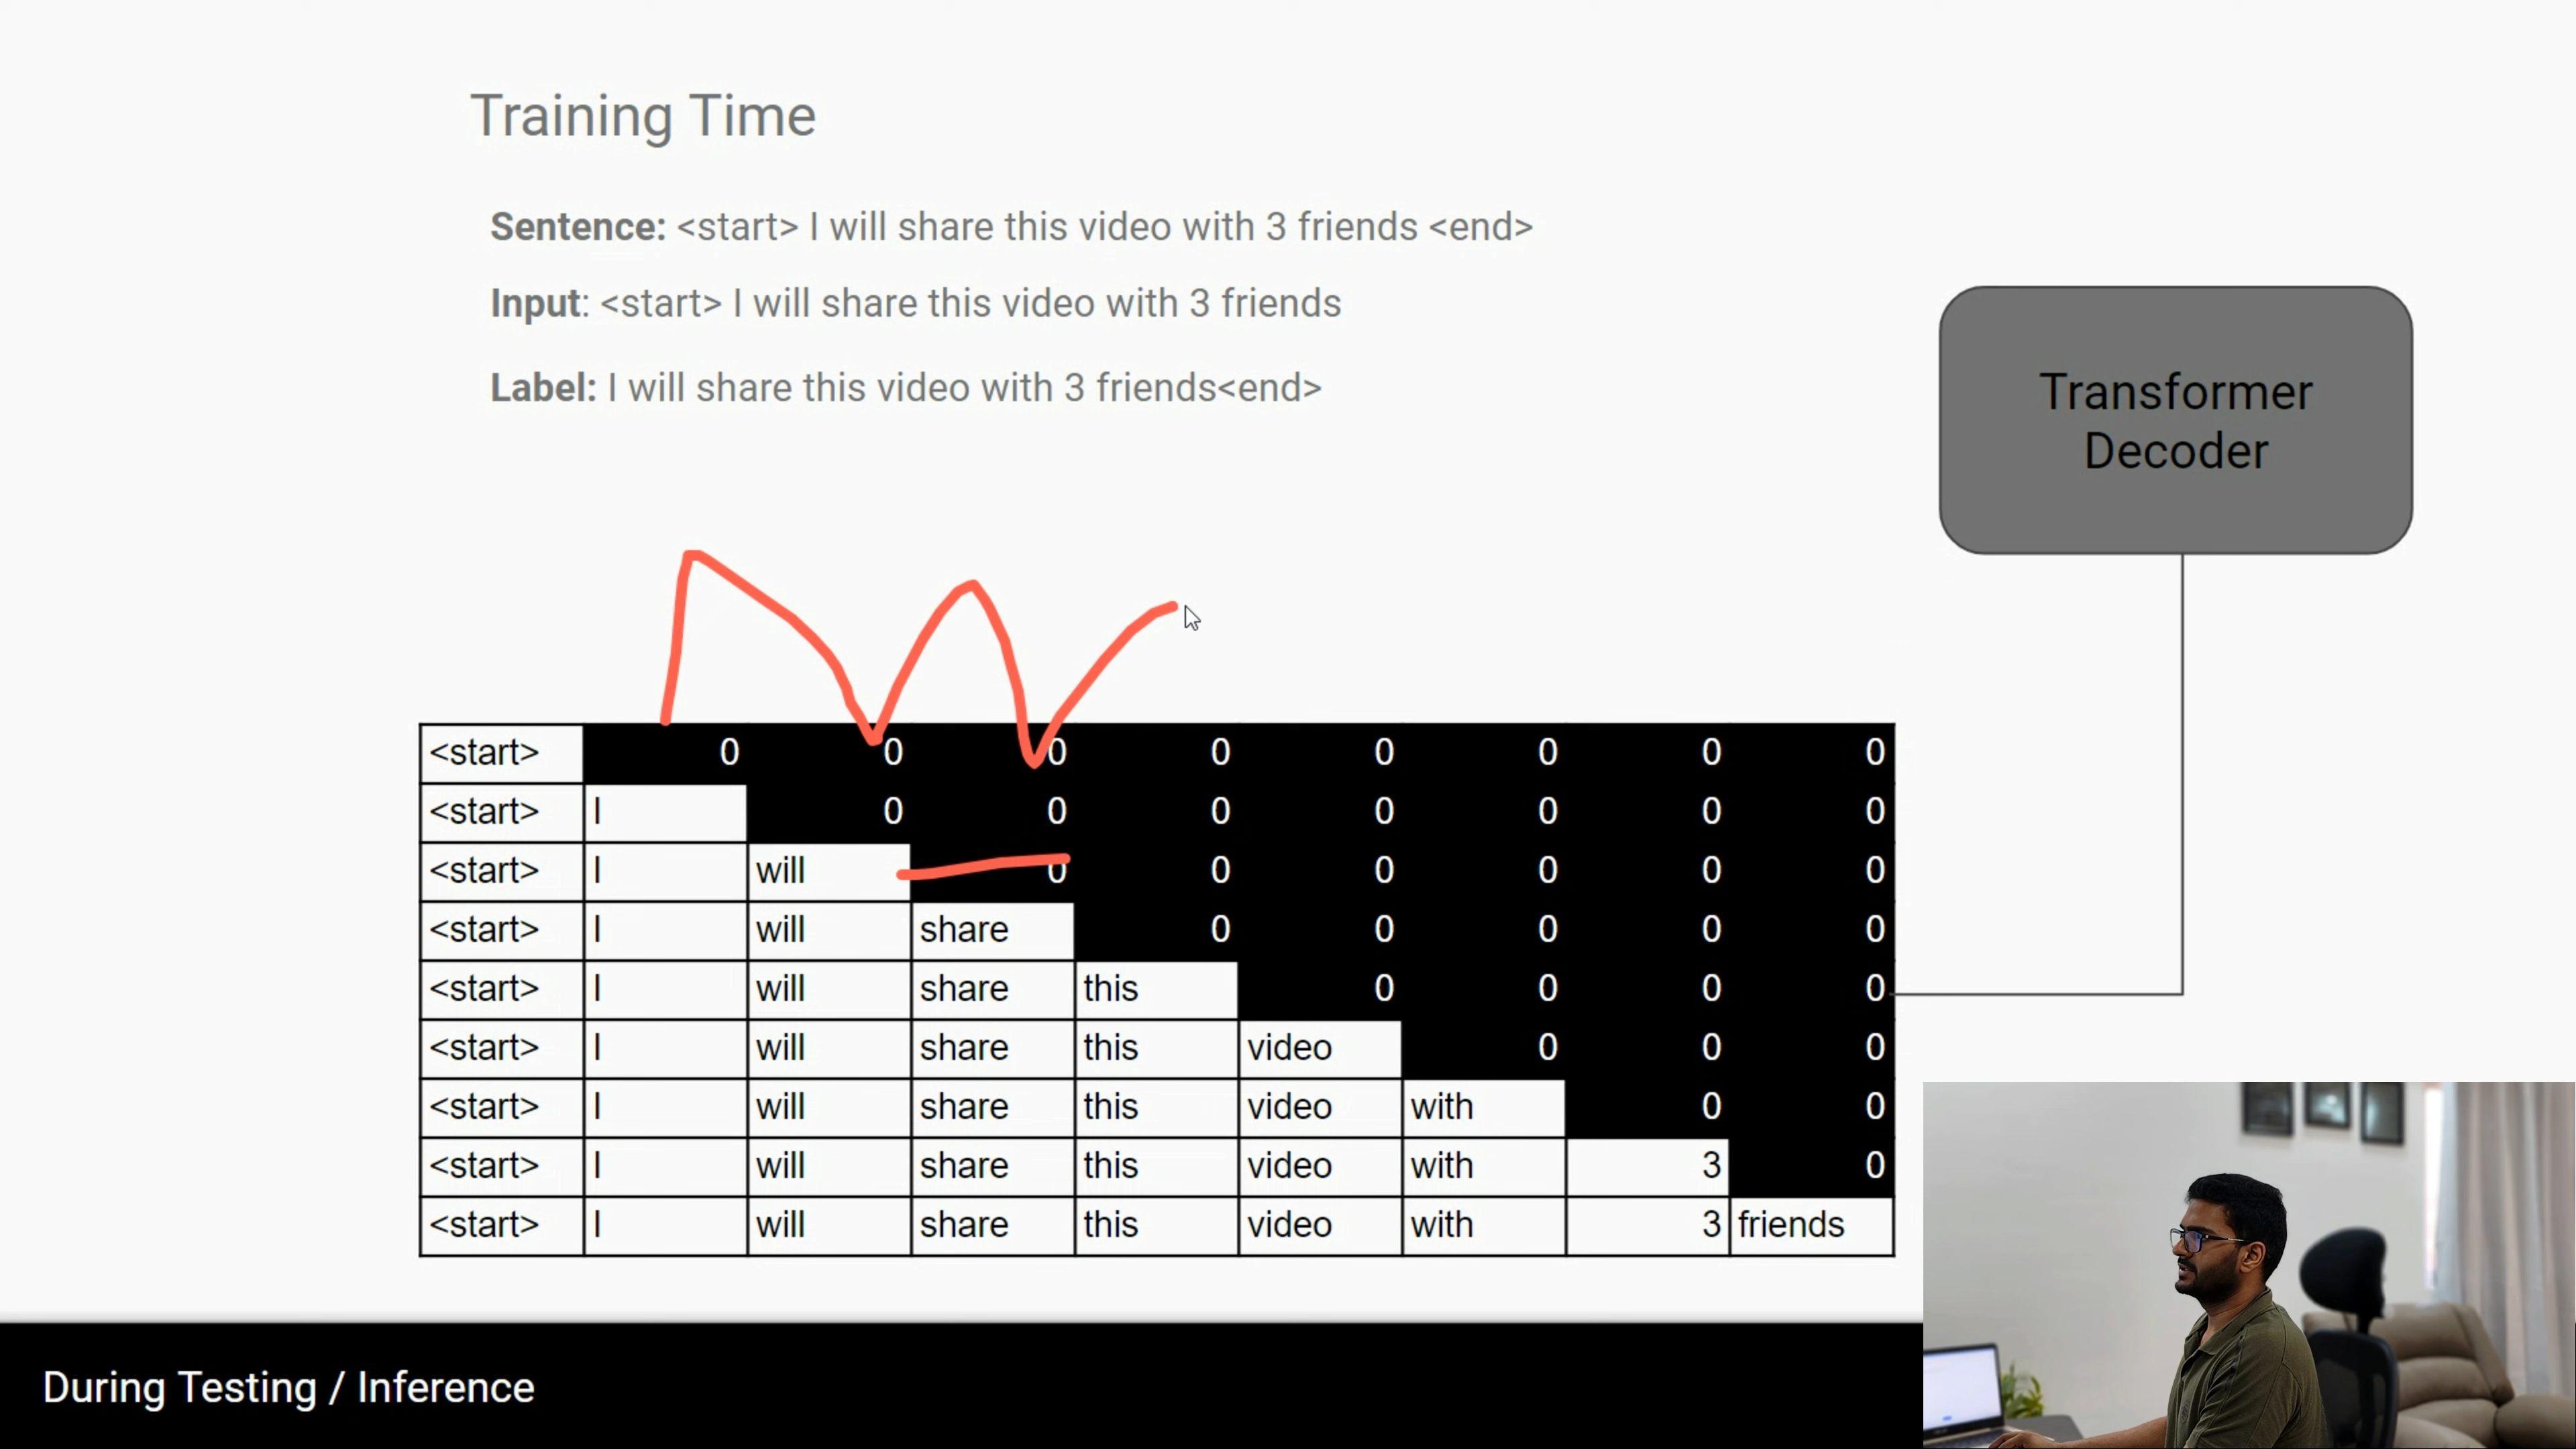 Training Time
Sentence: <start> I will share this video with 3 friends <end>
Input: <start> I will share this video with 3 friends
Label: I will share this video with 3 friends<end>
Transformer
Decoder
<start> 0 0 0 0 0 0 0 0
<start> I 0 0 0 0 0 0 0
<start> I will 0 0 0 0 0 0
<start> I will share 0 0 0 0 0
<start> I will share this 0 0 0 0
<start> I will share this video 0 0 0
<start> I will share this video with 0 0
<start> I will share this video with 3 0
<start> I will share this video with 3 friends
During Testing / Inference